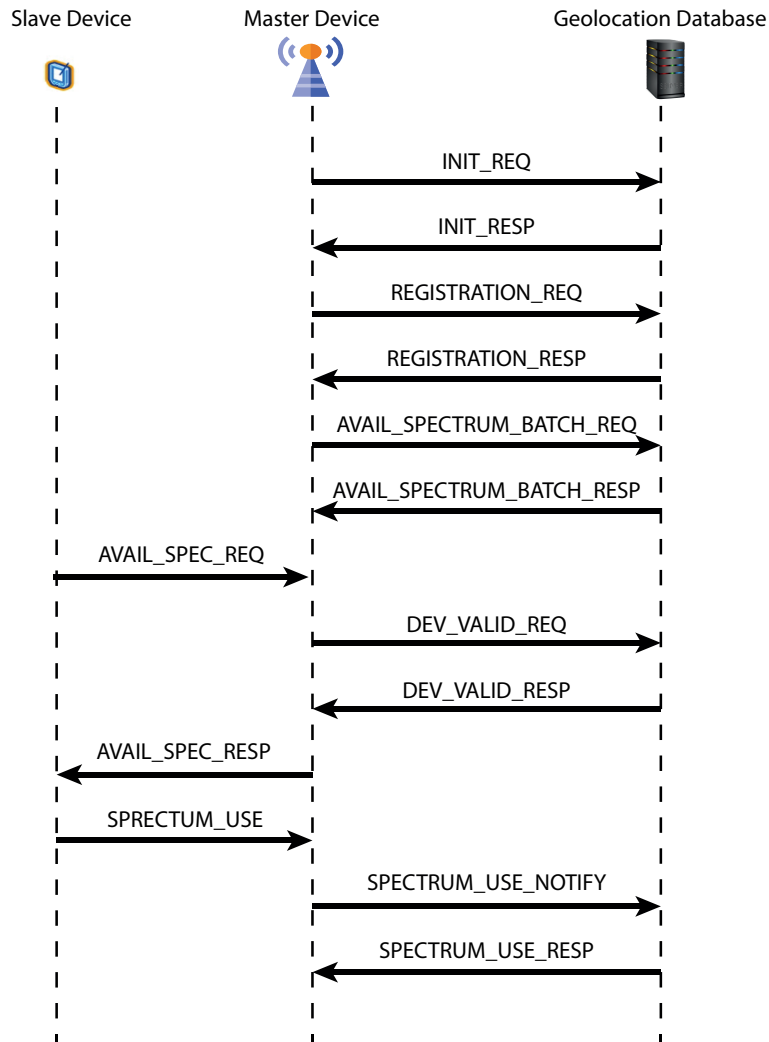 Slave Device
Master Device
Geolocation Database
INIT_REQ
INIT_RESP
REGISTRATION_REQ
REGISTRATION_RESP
AVAIL_SPECTRUM_BATCH_REQ
AVAIL_SPECTRUM_BATCH_RESP
AVAIL_SPEC_REQ
DEV_VALID_REQ
DEV_VALID_RESP
AVAIL_SPEC_RESP
SPRECTUM_USE
SPECTRUM_USE_NOTIFY
SPECTRUM_USE_RESP